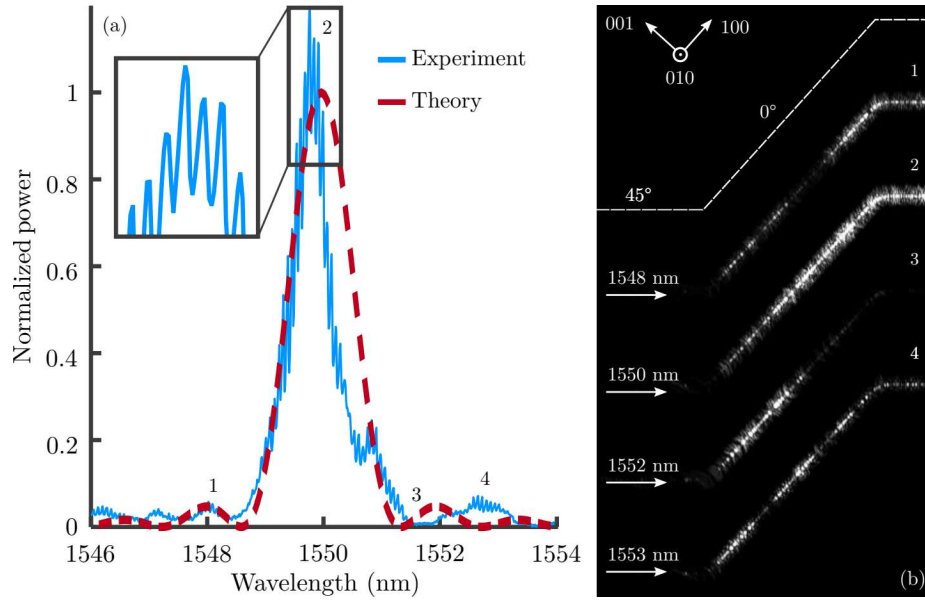 (a)
2
Experiment
Theory
Normalized power
1
0.8
0.6
0.4
0.2
0
1
3
4
1546
1548
1550
1552
1554
Wavelength (nm)
001
100
010
0°
45°
1
2
3
4
1548 nm
1550 nm
1552 nm
1553 nm
(b)